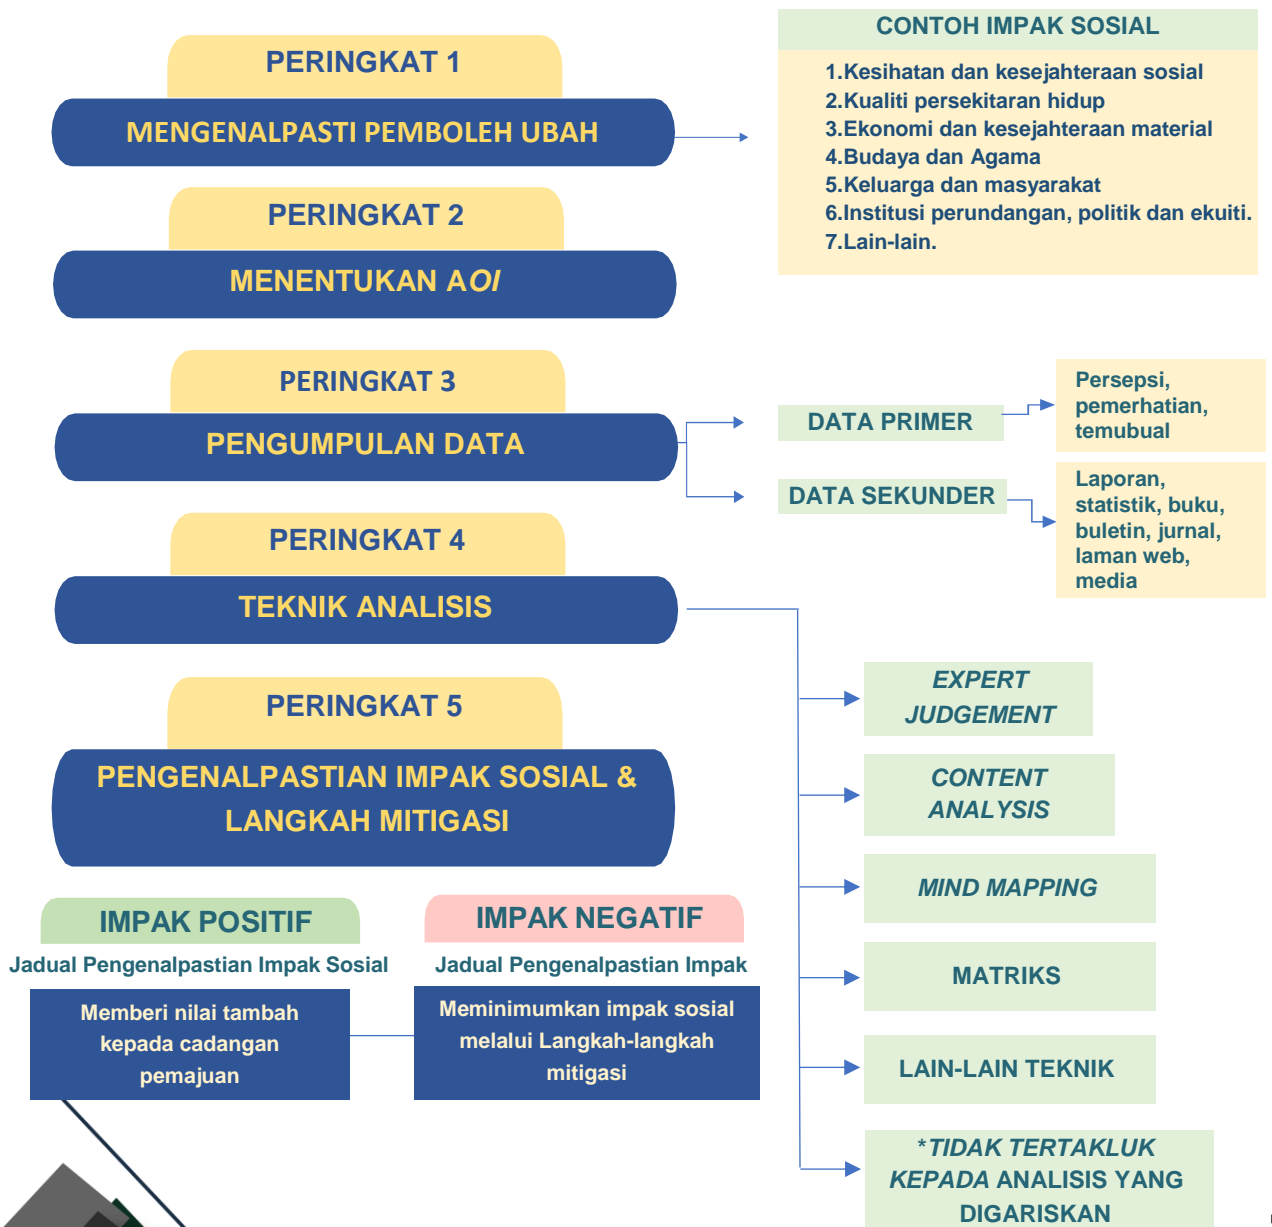 PERINGKAT 1
MENGENALPASTI PEMBOLEH UBAH
CONTOH IMPAK SOSIAL
1.Kesihatan dan kesejahteraan sosial
2.Kualiti persekitaran hidup
3.Ekonomi dan kesejahteraan material
4.Budaya dan Agama
5.Keluarga dan masyarakat
6.Institusi perundangan, politik dan ekuiti.
7.Lain-lain.
PERINGKAT 2
MENENTUKAN AOI
PERINGKAT 3
PENGUMPULAN DATA
DATA PRIMER
Persepsi,
pemerhatian,
temubual
DATA SEKUNDER
Laporan,
statistik, buku,
buletin, jurnal,
laman web,
media
PERINGKAT 4
TEKNIK ANALISIS
EXPERT
JUDGEMENT
CONTENT
ANALYSIS
MIND MAPPING
MATRIKS
LAIN-LAIN TEKNIK
*TIDAK TERTAKLUK
KEPADA ANALISIS YANG
DIGARISKAN
PERINGKAT 5
PENGENALPASTIAN IMPAK SOSIAL &
LANGKAH MITIGASI
IMPAK POSITIF
Jadual Pengenalpastian Impak Sosial
Memberi nilai tambah
kepada cadangan
pemajuan
IMPAK NEGATIF
Jadual Pengenalpastian Impak
Meminimumkan impak sosial
melalui Langkah-langkah
mitigasi